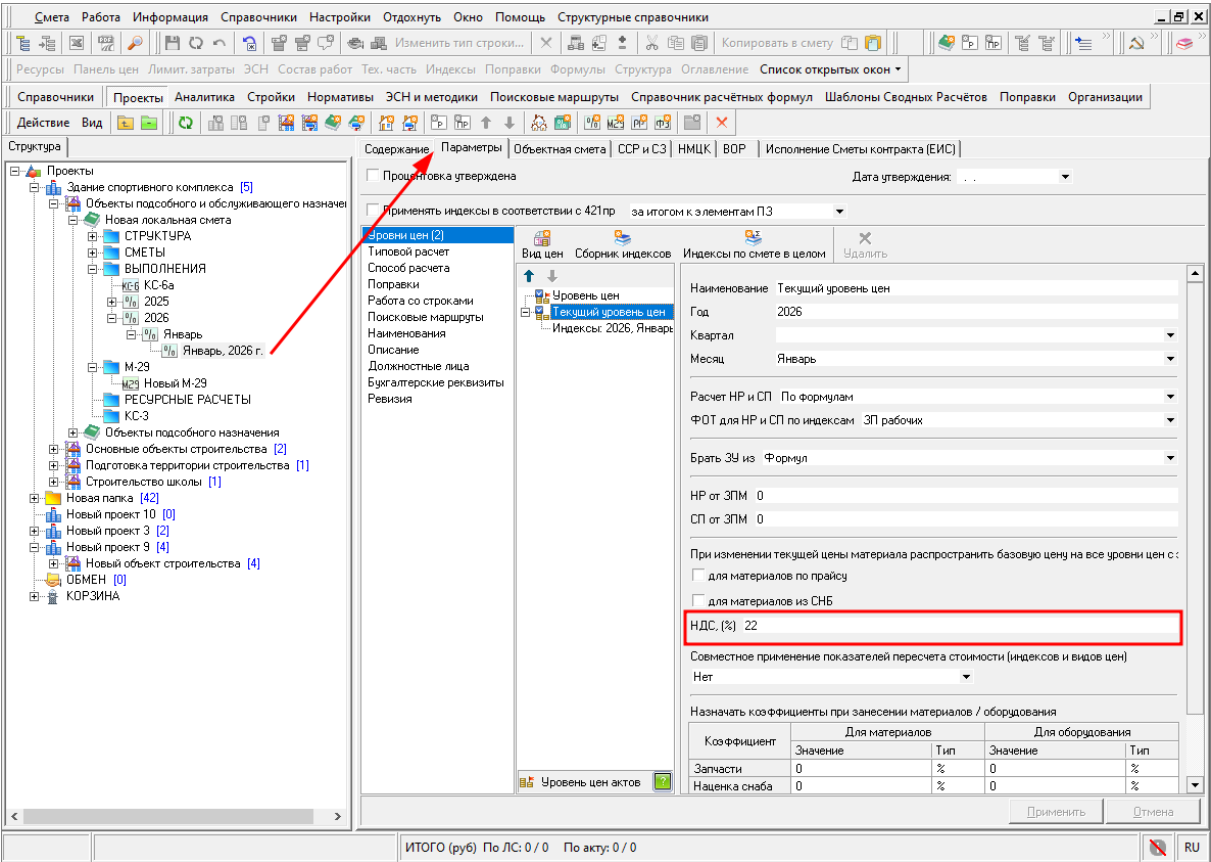 Смета Работа Информация Справочники Настройки Отдохнуть Окно Помощь Структурные справочники
Изменить тип строки... Копировать в смету
Ресурсы Панель цен Лимит. затраты ЭСН Состав работ Тех. часть Индексы Поправки Формулы Структура Оглавление Список открытых окон
Справочники Проекты Аналитика Стройки Нормативы ЭСН и методики Поисковые маршруты Справочник расчётных формул Шаблоны Сводных Расчётов Поправки Организации
Действие Вид
Структура
Проекты
Здание спортивного комплекса [5]
Объекты подсобного и обслуживающего назначе
Новая локальная смета
СТРУКТУРА
СМЕТЫ
ВЫПОЛНЕНИЯ
КС-6 КС-6а
% 2025
% 2026
% Январь
% Январь, 2026 г.
М-29
М29 Новый М-29
РЕСУРСНЫЕ РАСЧЕТЫ
КС-3
Объекты подсобного назначения
Основные объекты строительства [2]
Подготовка территории строительства [1]
Строительство школы [1]
Новая папка [42]
Новый проект 10 [0]
Новый проект 3 [2]
Новый проект 9 [4]
Новый объект строительства [4]
ОБМЕН [0]
КОРЗИНА
Содержание Параметры Объектная смета ССР и СЗ НМЦК ВОР Исполнение Сметы контракта (ЕИС)
Процентовка утверждена Дата утверждения: . .
Применять индексы в соответствии с 421пр за итогом к элементам ПЗ
Уровни цен (2)
Типовой расчет
Способ расчета
Поправки
Работа со строками
Поисковые маршруты
Наименования
Описание
Должностные лица
Бухгалтерские реквизиты
Ревизия
Вид цен Сборник индексов Индексы по смете в целом Удалить
Уровень цен
Текущий уровень цен
Индексы: 2026, Январь
Уровень цен актов ?
Наименование Текущий уровень цен
Год 2026
Квартал
Месяц Январь
Расчет НР и СП По формулам
ФОТ для НР и СП по индексам ЗП рабочих
Брать ЗУ из Формул
НР от ЗПМ 0
СП от ЗПМ 0
При изменении текущей цены материала распространить базовую цену на все уровни цен с
для материалов по прайсу
для материалов из СНБ
НДС, (%) 22
Совместное применение показателей пересчета стоимости (индексов и видов цен)
Нет
Назначать коэффициенты при занесении материалов / оборудования
Коэффициент Для материалов Для оборудования
Значение Тип Значение Тип
Запчасти 0 % 0 %
Наценка снаба 0 % 0 %
Применить Отмена
ИТОГО (руб) По ЛС: 0 / 0 По акту: 0 / 0 RU